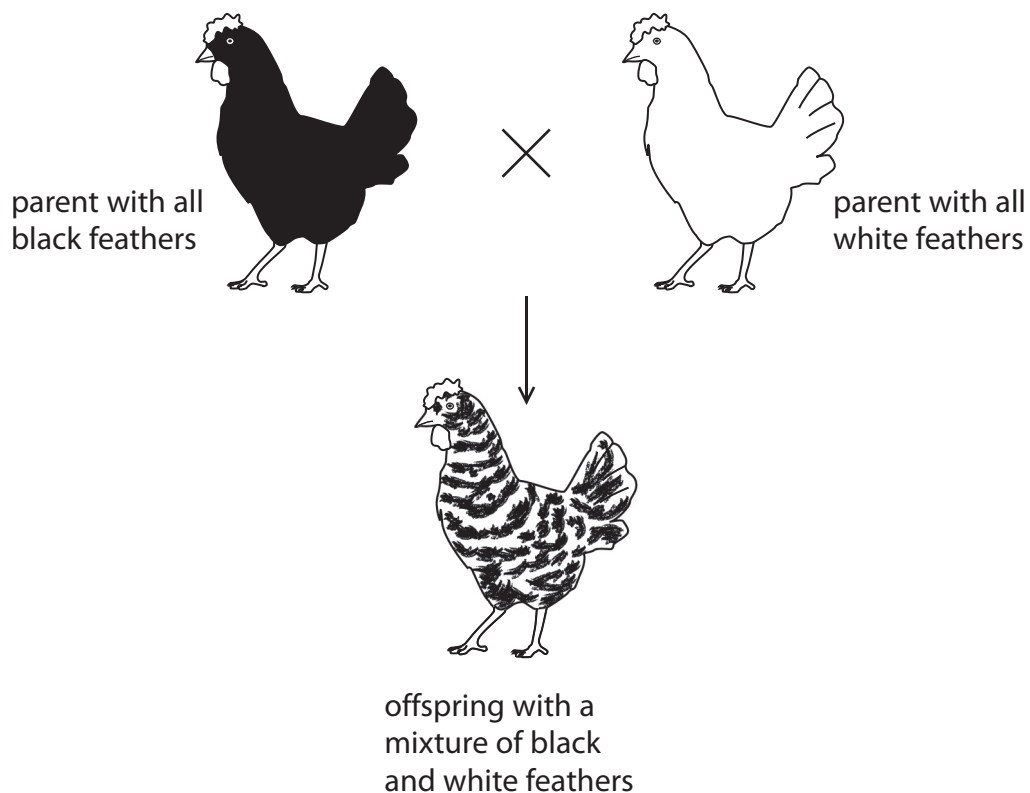 parent with all
black feathers
parent with all
white feathers
offspring with a
mixture of black
and white feathers